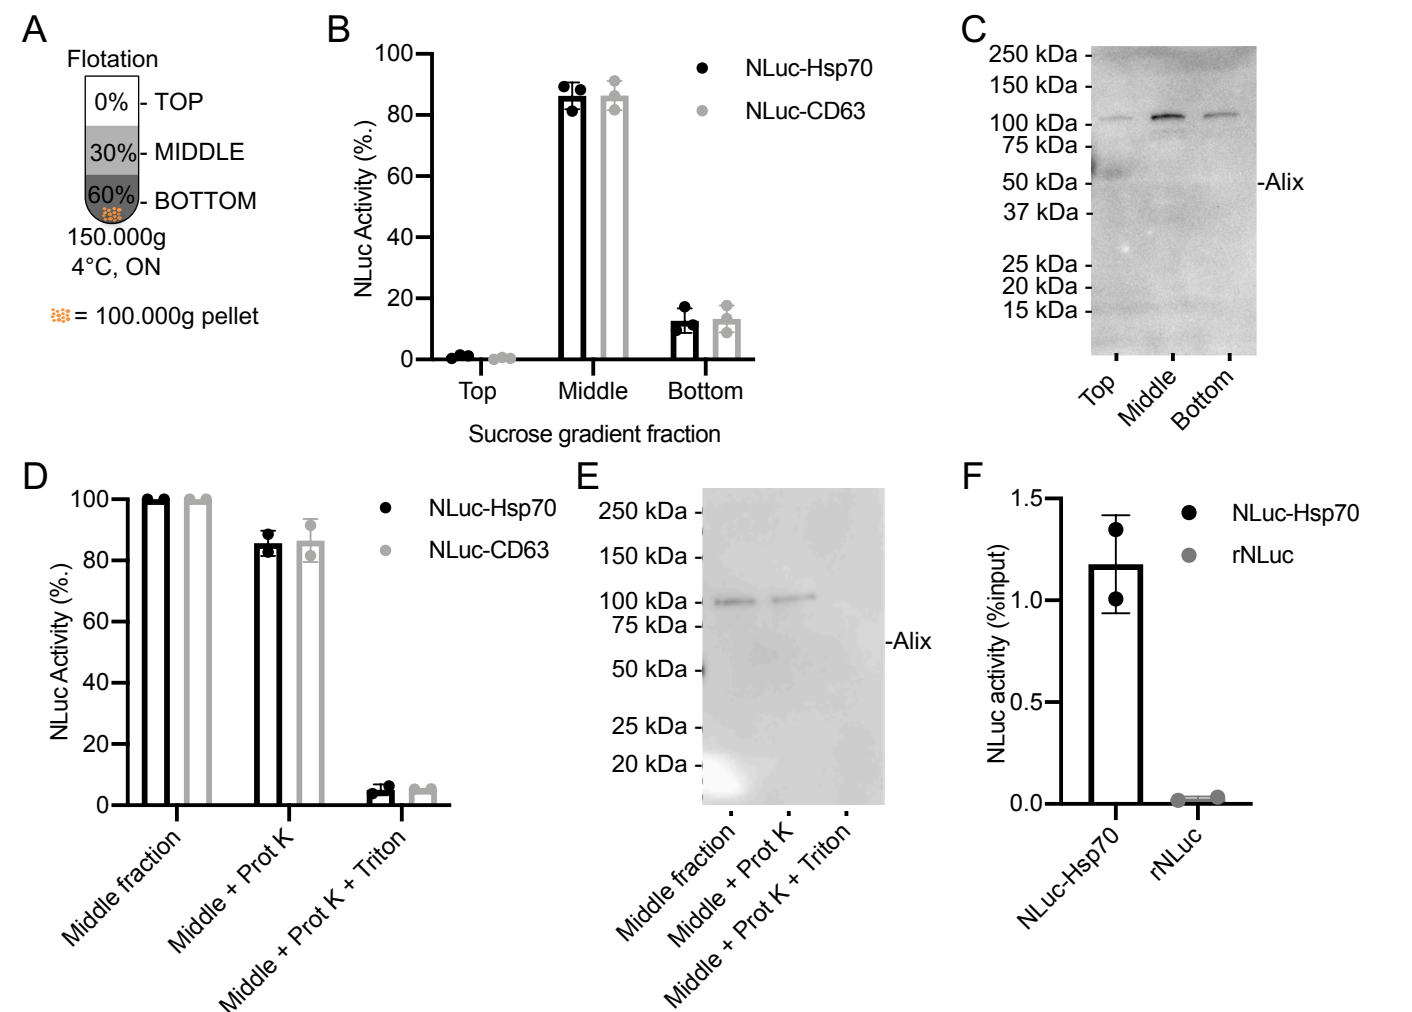 A
Flotation
0%
- TOP
30%
- MIDDLE
60%
- BOTTOM
150.000g
4°C, ON
= 100.000g pellet
B
NLuc Activity (%.)
100
80
60
40
20
0
Top
Middle
Bottom
Sucrose gradient fraction
NLuc-Hsp70
NLuc-CD63
C
250 kDa -
150 kDa -
100 kDa -
75 kDa -
50 kDa -
37 kDa -
25 kDa -
20 kDa -
15 kDa -
-Alix
Top
Middle
Bottom
D
NLuc Activity (%.)
100
80
60
40
20
0
Middle fraction
Middle + Prot K
Middle + Prot K + Triton
NLuc-Hsp70
NLuc-CD63
E
250 kDa -
150 kDa -
100 kDa -
75 kDa -
50 kDa -
25 kDa -
20 kDa -
-Alix
Middle fraction
Middle + Prot K
Middle + Prot K + Triton
F
NLuc activity (%input)
1.5
1.0
0.5
0.0
NLuc-Hsp70
rNLuc
NLuc-Hsp70
rNLuc